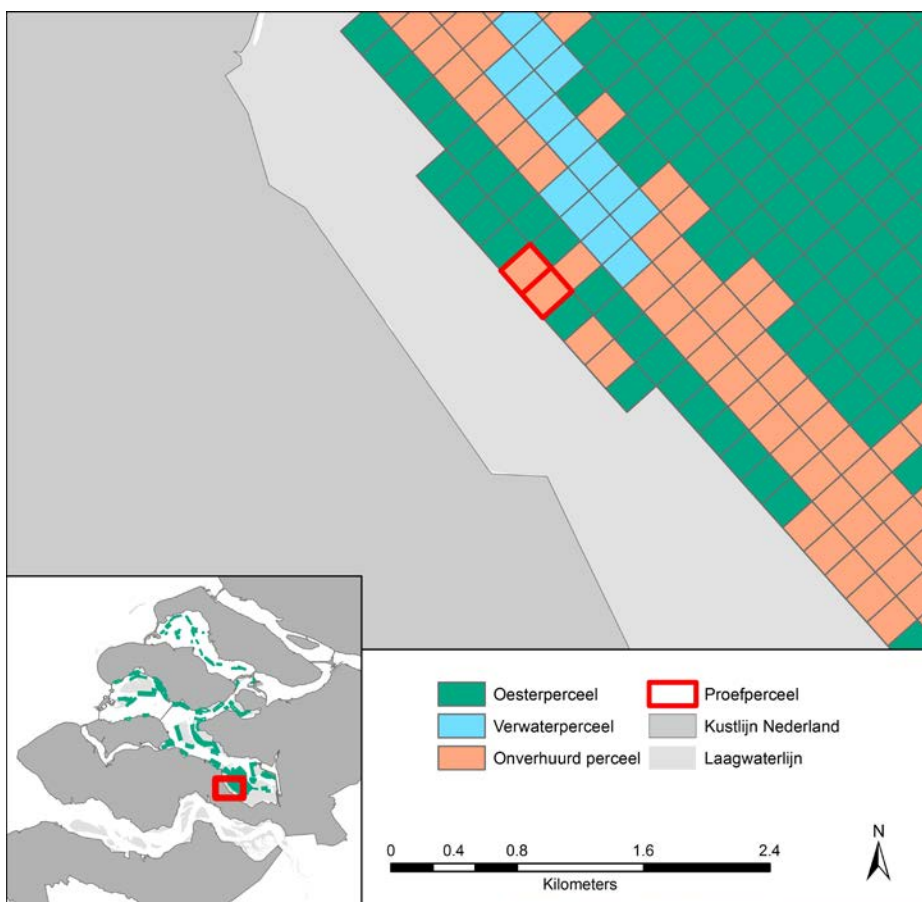 Oesterperceel
Verwaterperceel
Onverhuurd perceel
Proefperceel
Kustlijn Nederland
Laagwaterlijn
0 0.4 0.8 1.6 2.4
Kilometers
N